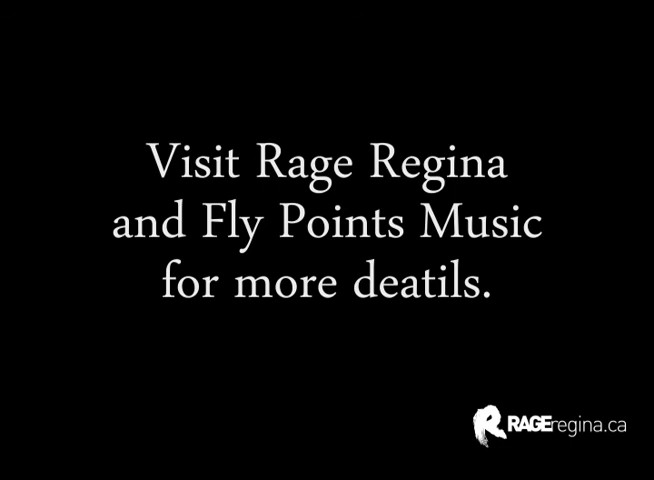 Visit Rage Regina
and Fly Points Music
for more deatils.
RAGEregina.ca